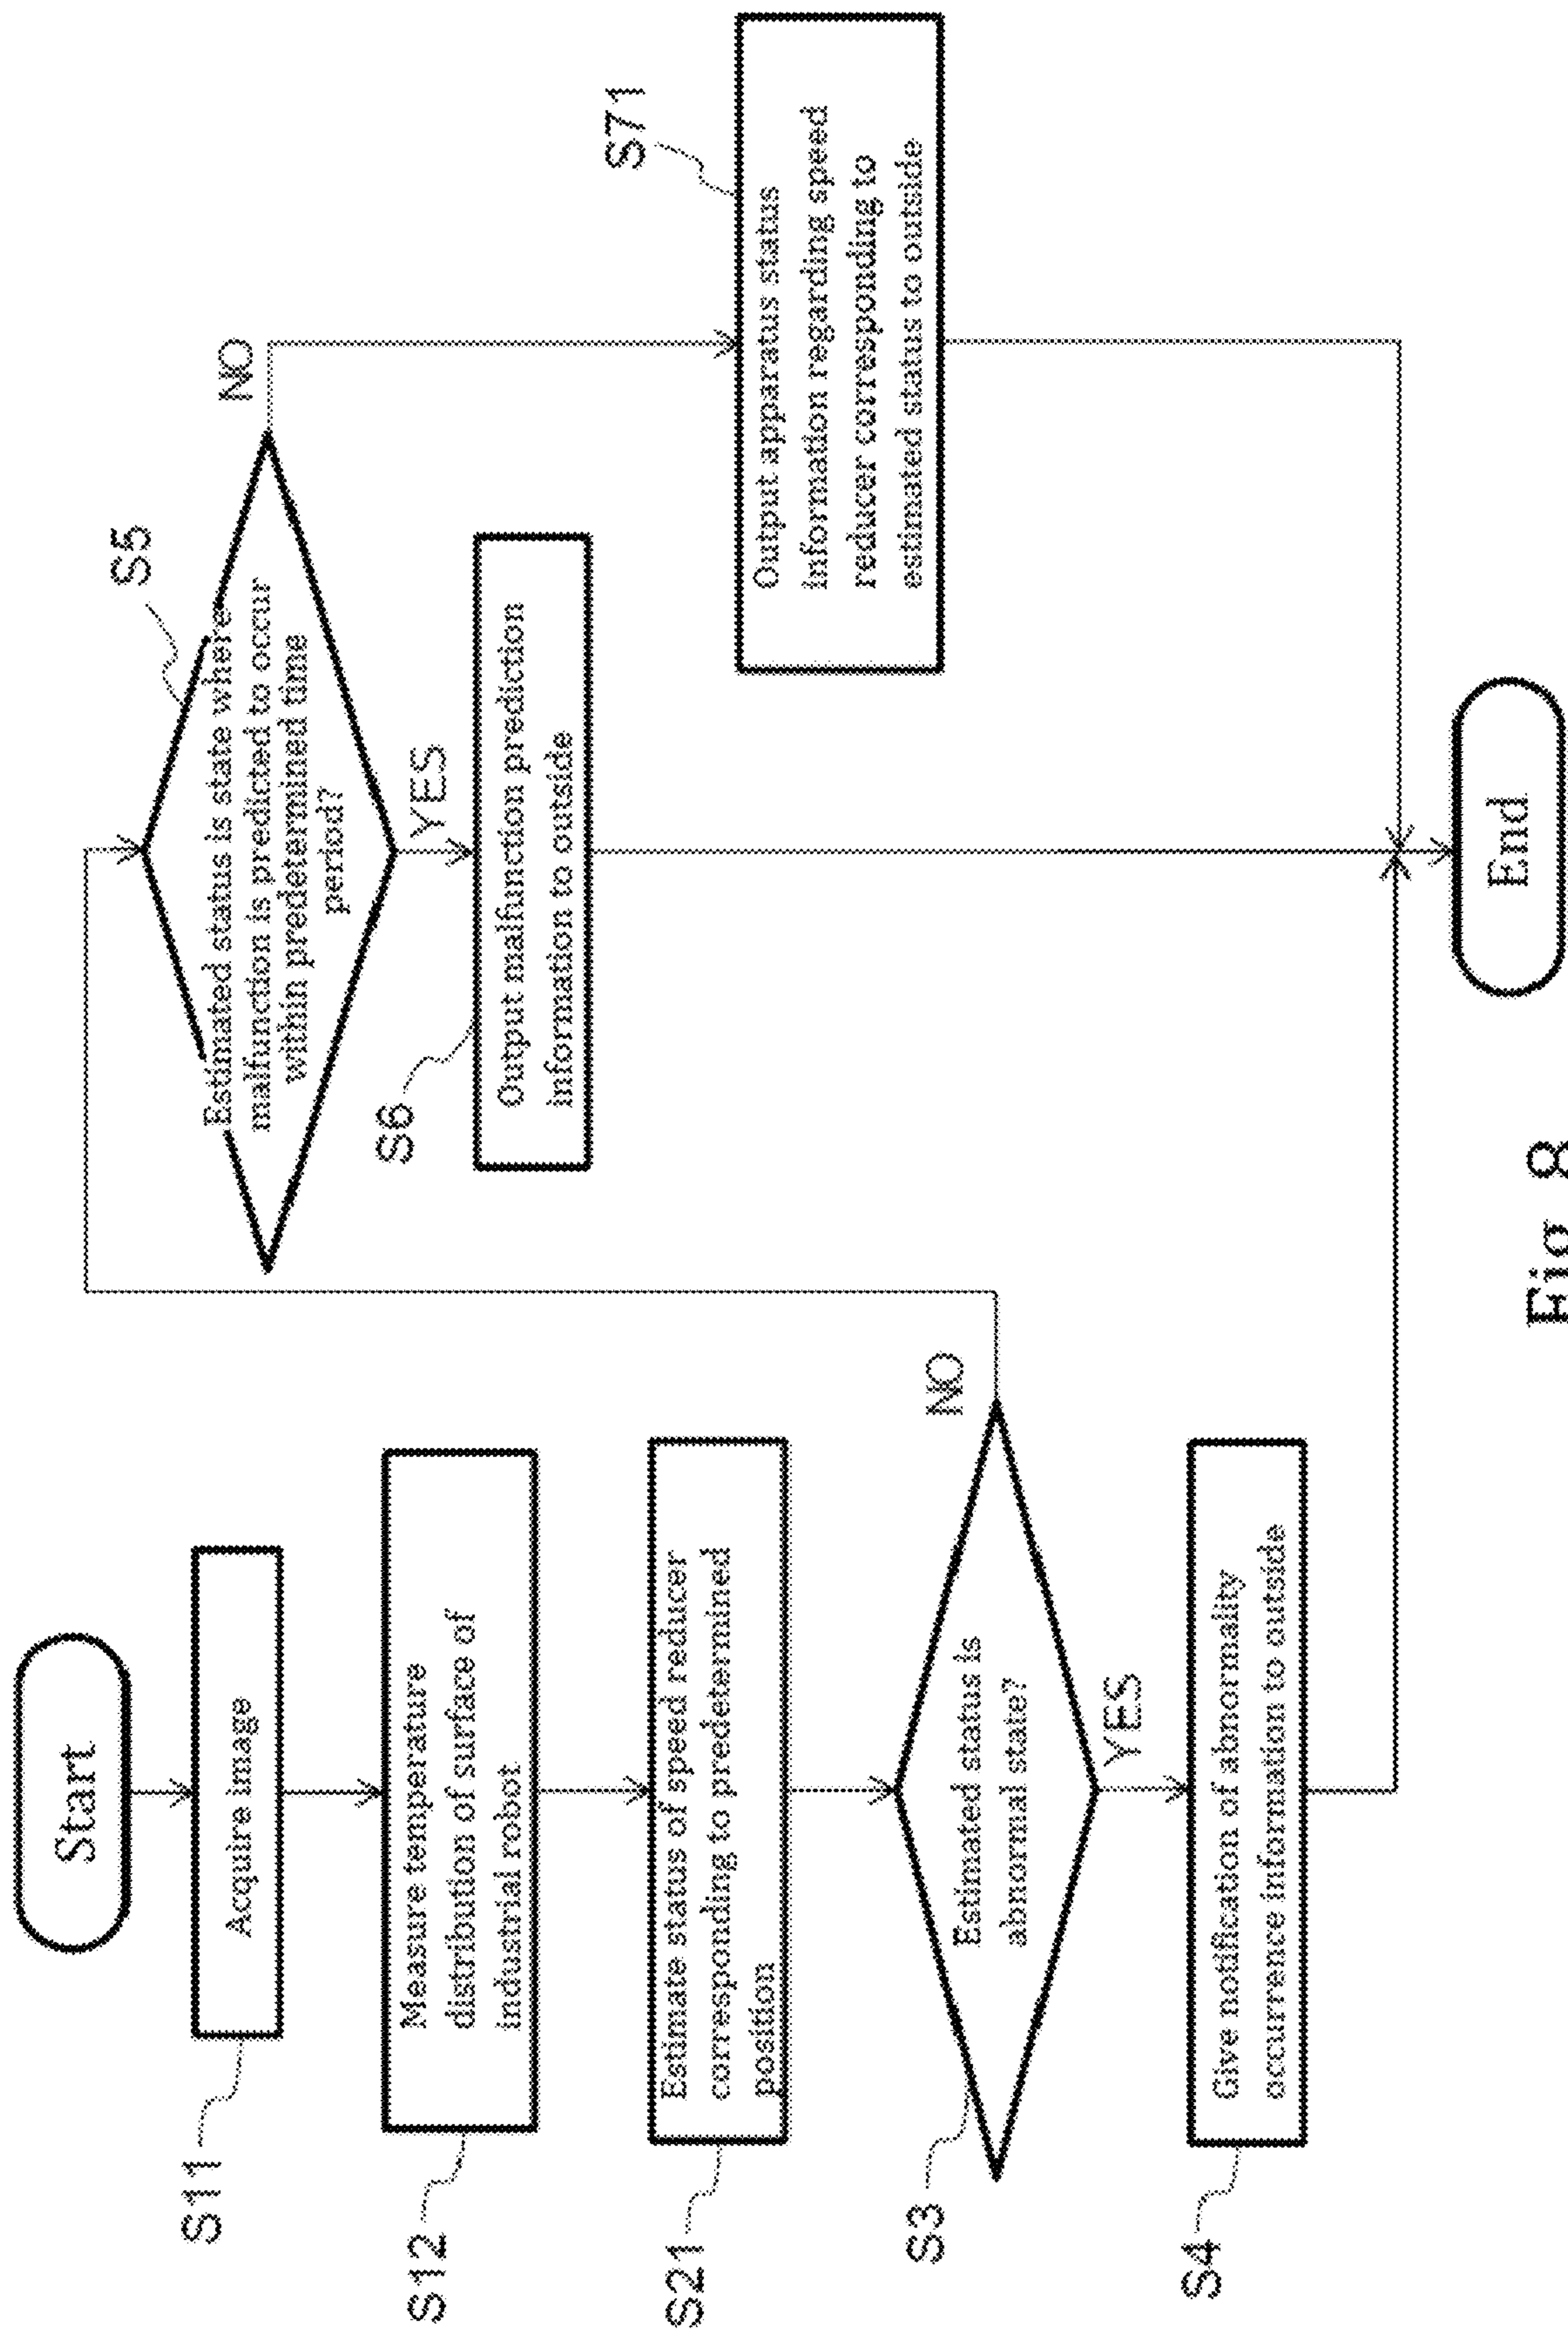 Start
S11
Acquire image
S12
Measure temperature
distribution of surface of
industrial robot
S21
Estimate status of speed reducer
corresponding to predetermined
position
S3
Estimated status is
abnormal state?
NO
YES
S4
Give notification of abnormality
occurrence information to outside
S5
Estimated status is state where
malfunction is predicted to occur
within predetermined time
period?
NO
YES
S6
Output malfunction prediction
information to outside
S71
Output apparatus status
information regarding speed
reducer corresponding to
estimated status to outside
End
Fig. 8